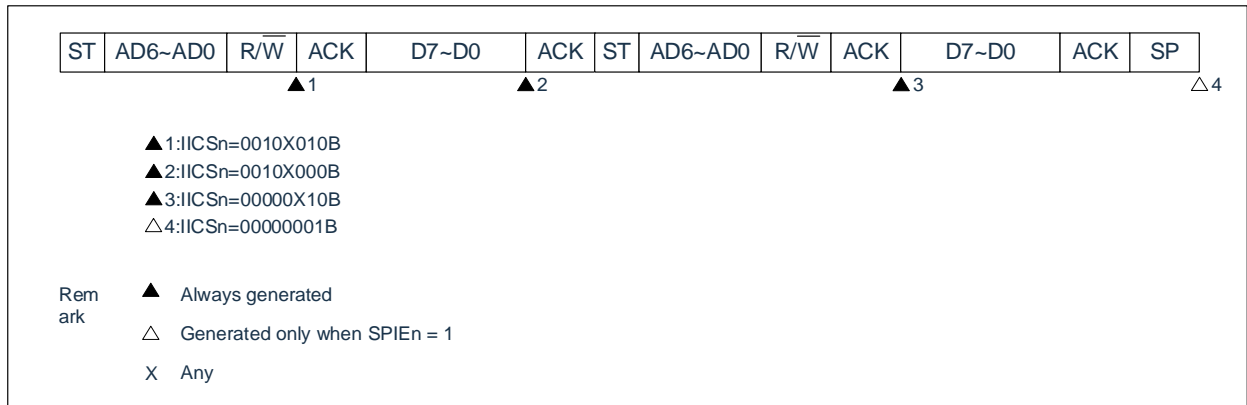 ST AD6~AD0 R/W̅ ACK D7~D0 ACK ST AD6~AD0 R/W̅ ACK D7~D0 ACK SP
▲1 ▲2 ▲3 △4
▲1:IICSn=0010X010B
▲2:IICSn=0010X000B
▲3:IICSn=00000X10B
△4:IICSn=00000001B
Rem
ark
▲ Always generated
△ Generated only when SPIEn = 1
X Any